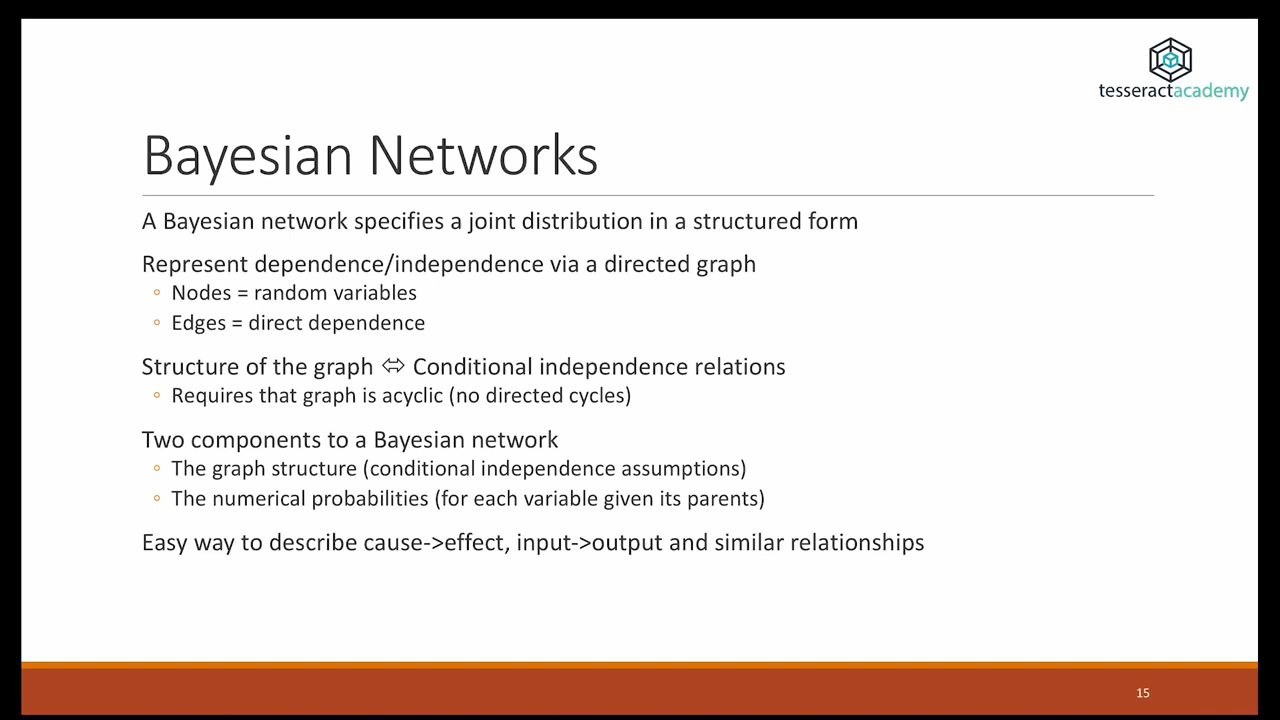 tesseractacademy
Bayesian Networks
A Bayesian network specifies a joint distribution in a structured form
Represent dependence/independence via a directed graph
◦ Nodes = random variables
◦ Edges = direct dependence
Structure of the graph ⬄ Conditional independence relations
◦ Requires that graph is acyclic (no directed cycles)
Two components to a Bayesian network
◦ The graph structure (conditional independence assumptions)
◦ The numerical probabilities (for each variable given its parents)
Easy way to describe cause->effect, input->output and similar relationships
15